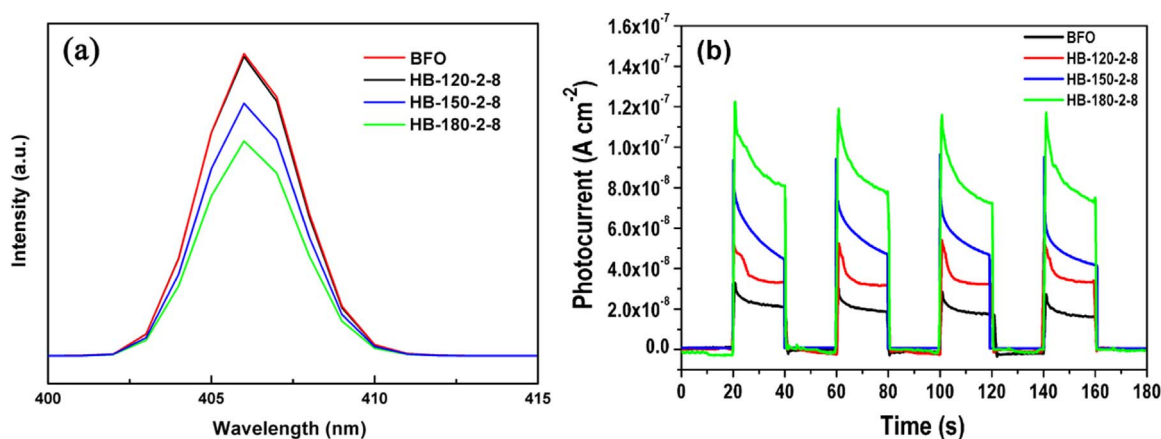 (a)
BFO
HB-120-2-8
HB-150-2-8
HB-180-2-8
Intensity (a.u.)
400 405 410 415
Wavelength (nm)
(b)
BFO
HB-120-2-8
HB-150-2-8
HB-180-2-8
Photocurrent (A cm⁻²)
1.6x10⁻⁷
1.4x10⁻⁷
1.2x10⁻⁷
1.0x10⁻⁷
8.0x10⁻⁸
6.0x10⁻⁸
4.0x10⁻⁸
2.0x10⁻⁸
0.0
0 20 40 60 80 100 120 140 160 180
Time (s)